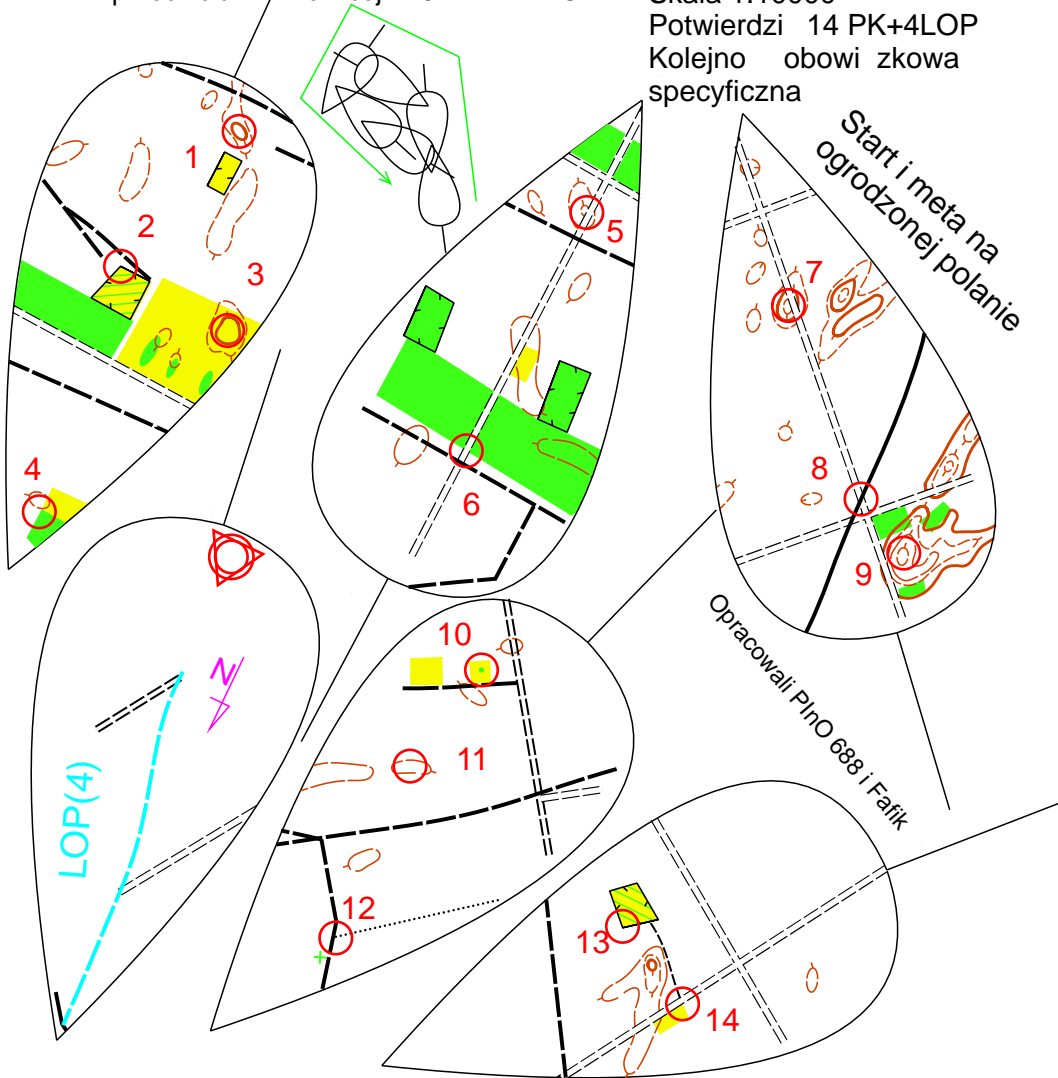 Skala 1:10000
Potwierdzi 14 PK+4LOP
Kolejno obowi zkowa
specyficzna
Start i meta na
ogrodzonej polanie
1
2
3
4
5
6
7
8
9
10
11
12
13
14
N
LOP(4)
Opracowali PInO 688 i Fafik